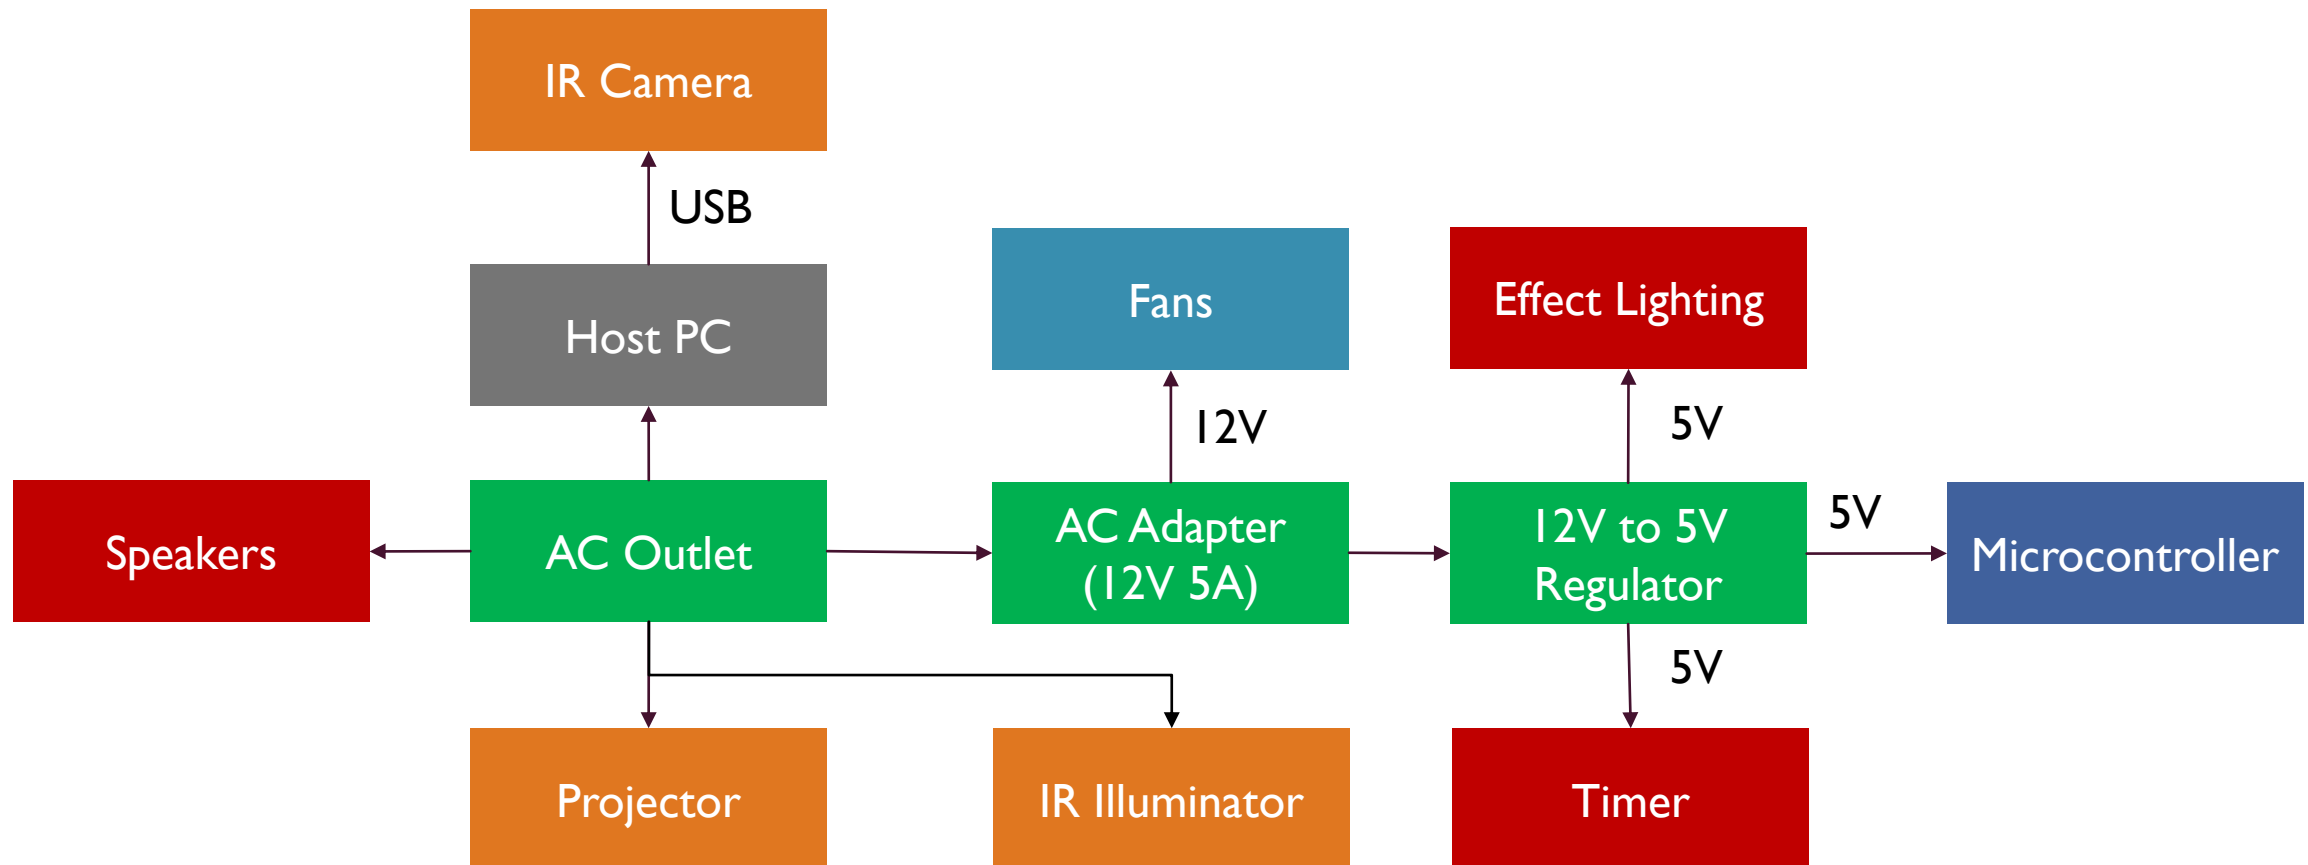 IR Camera
USB
Host PC
Fans
Effect Lighting
12V
5V
Speakers
AC Outlet
AC Adapter
(12V 5A)
12V to 5V
Regulator
5V
Microcontroller
5V
Projector
IR Illuminator
Timer